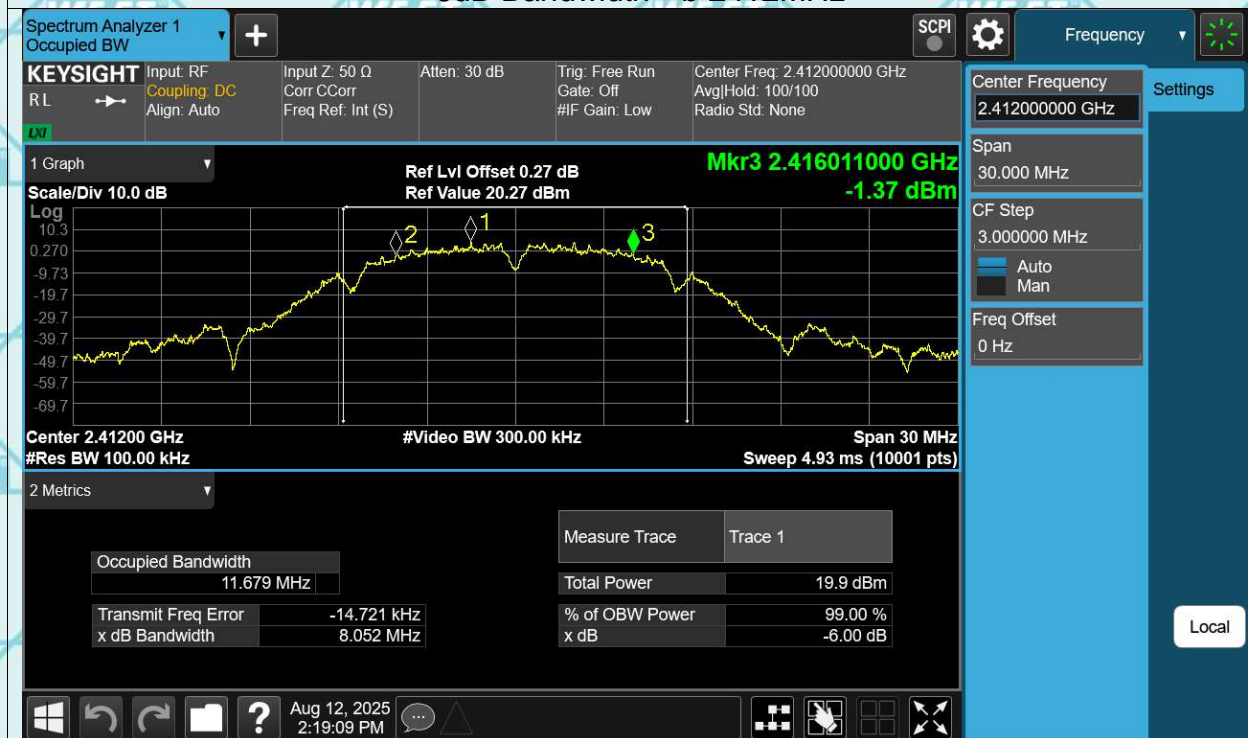 Spectrum Analyzer 1
Occupied BW
+
SCPI
Frequency
KEYSIGHT
RL
LXI
Input: RF
Coupling: DC
Align: Auto
Input Z: 50 Ω
Corr CCorr
Freq Ref: Int (S)
Atten: 30 dB
Trig: Free Run
Gate: Off
#IF Gain: Low
Center Freq: 2.412000000 GHz
Avg|Hold: 100/100
Radio Std: None
Center Frequency
2.412000000 GHz
Settings
Span
30.000 MHz
CF Step
3.000000 MHz
Auto
Man
Freq Offset
0 Hz
Local
1 Graph
Scale/Div 10.0 dB
Ref Lvl Offset 0.27 dB
Ref Value 20.27 dBm
Mkr3 2.416011000 GHz
-1.37 dBm
Log
10.3
0.270
-9.73
-19.7
-29.7
-39.7
-49.7
-59.7
-69.7
2
1
3
Center 2.41200 GHz
#Video BW 300.00 kHz
Span 30 MHz
#Res BW 100.00 kHz
Sweep 4.93 ms (10001 pts)
2 Metrics
Measure Trace Trace 1
Occupied Bandwidth
11.679 MHz
Total Power 19.9 dBm
Transmit Freq Error -14.721 kHz
% of OBW Power 99.00 %
x dB Bandwidth 8.052 MHz
x dB -6.00 dB
?
Aug 12, 2025
2:19:09 PM